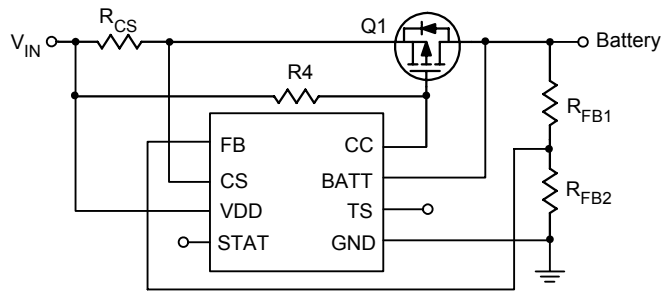 Q1
V_IN
R_CS
Battery
R4
R_FB1
FB
CC
CS
BATT
R_FB2
VDD
TS
STAT
GND